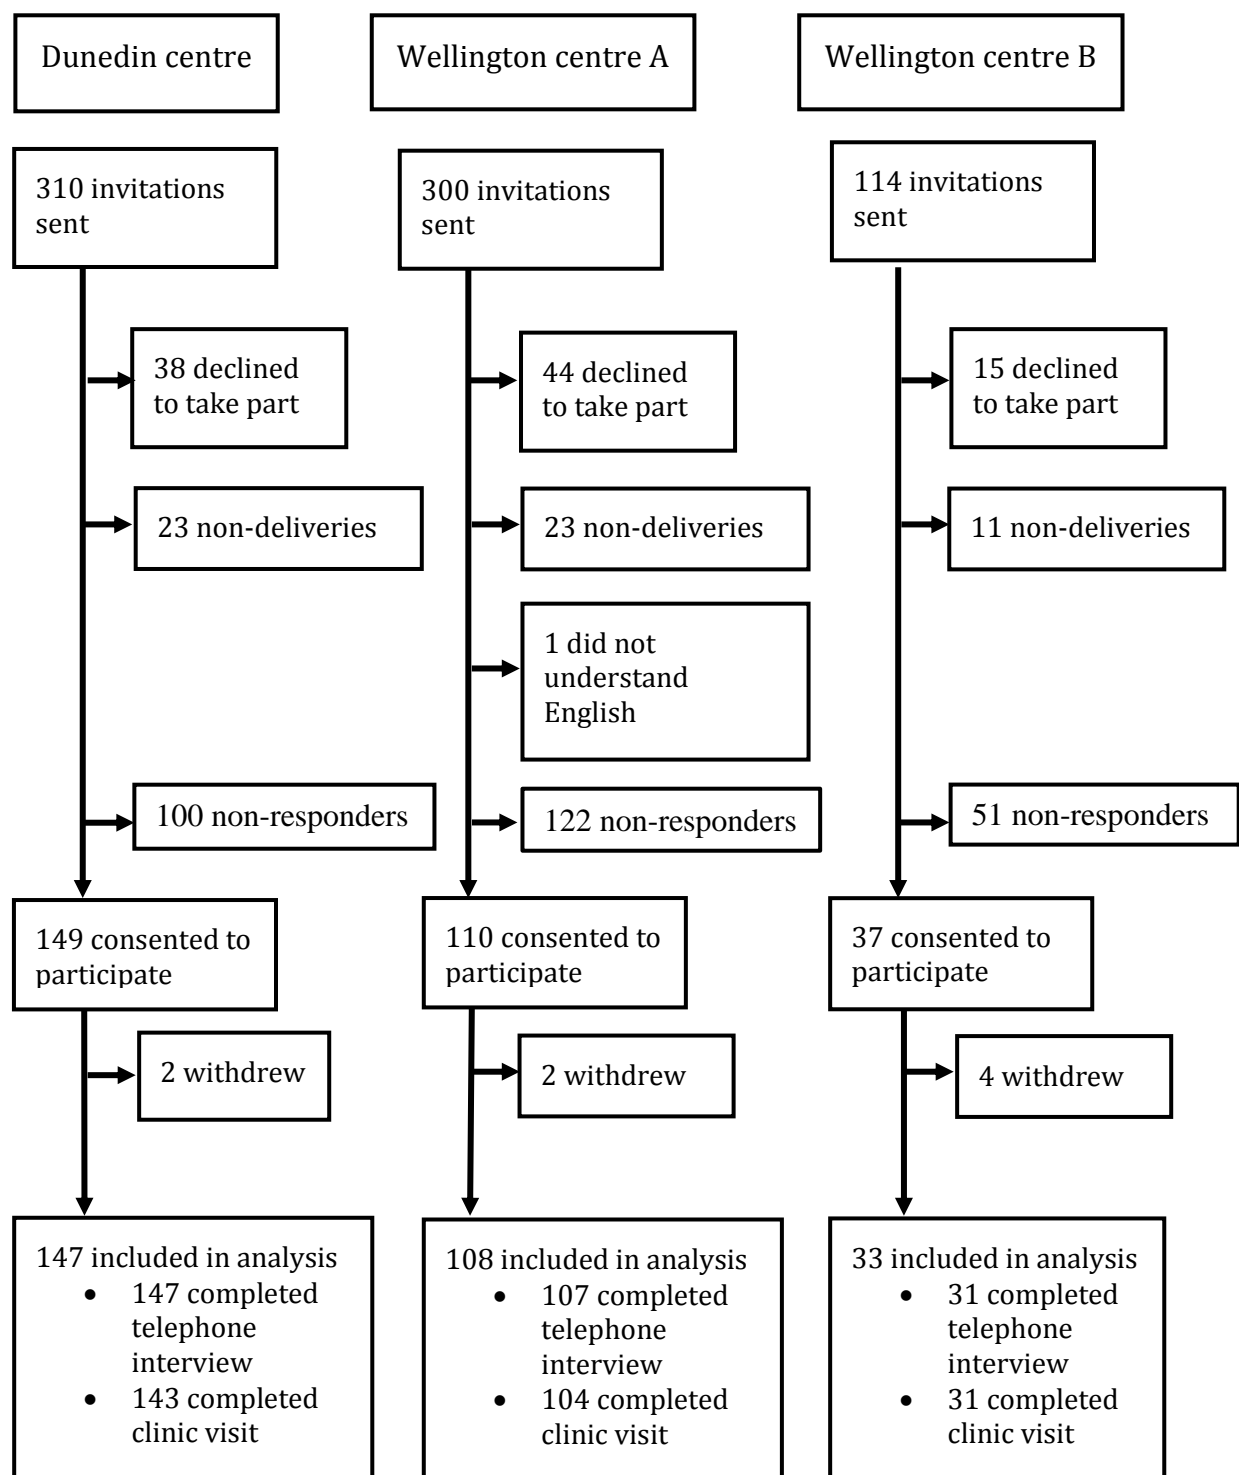 Dunedin centre
Wellington centre A
Wellington centre B
310 invitations
sent
300 invitations
sent
114 invitations
sent
38 declined
to take part
44 declined
to take part
15 declined
to take part
23 non-deliveries
23 non-deliveries
11 non-deliveries
1 did not
understand
English
100 non-responders
122 non-responders
51 non-responders
149 consented to
participate
110 consented to
participate
37 consented to
participate
2 withdrew
2 withdrew
4 withdrew
147 included in analysis
• 147 completed
telephone
interview
• 143 completed
clinic visit
108 included in analysis
• 107 completed
telephone
interview
• 104 completed
clinic visit
33 included in analysis
• 31 completed
telephone
interview
• 31 completed
clinic visit